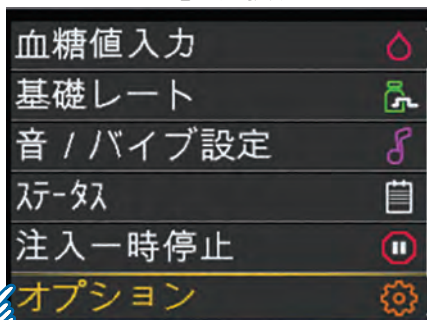 血糖値入力
基礎レート
音 / バイブ設定
ｽﾃｰﾀｽ
注入一時停止
オプション